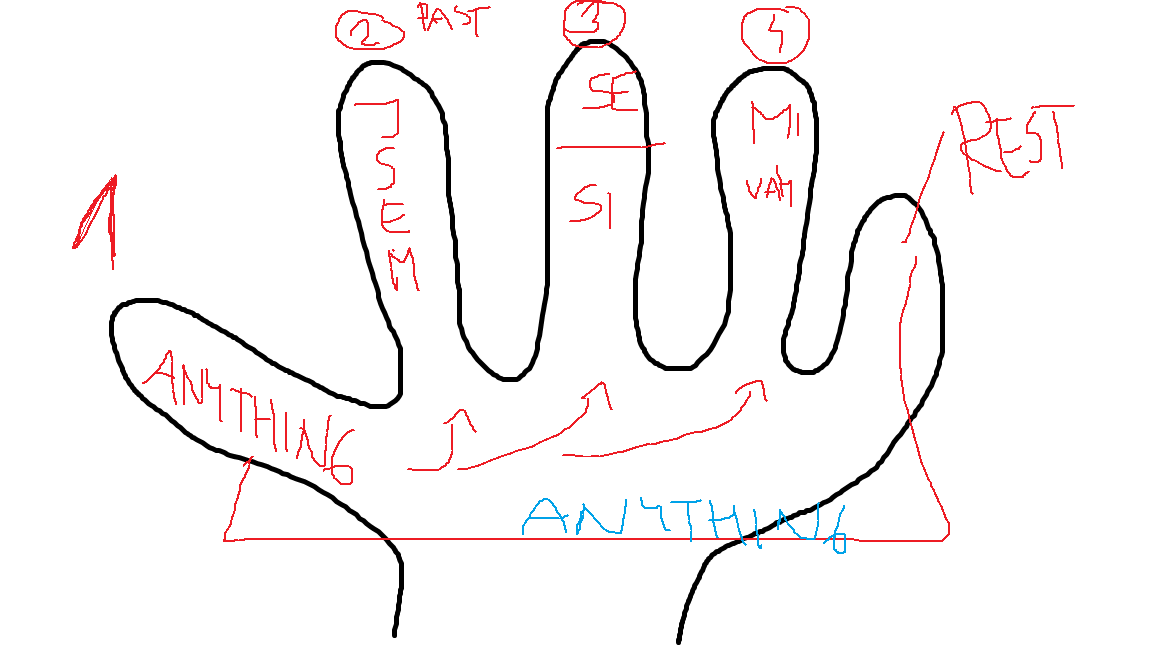 2 PAST
3
4
JSEM
SE
SI
MI
VÁM
REST
1
ANYTHING
ANYTHING